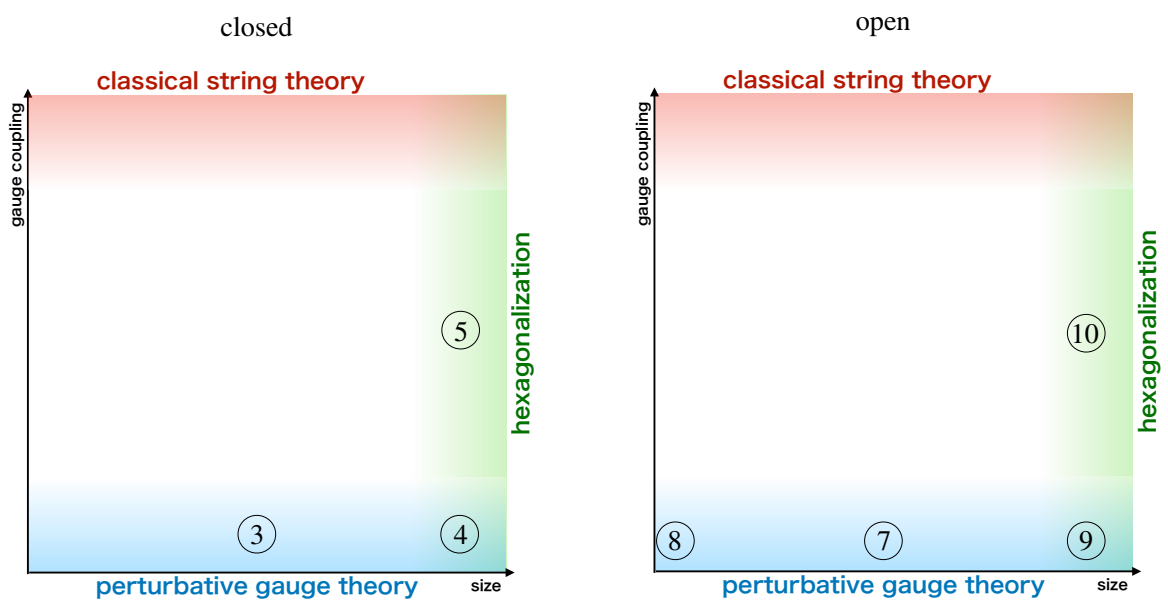 closed
classical string theory
gauge coupling
hexagonalization
5
3
4
perturbative gauge theory
size
open
classical string theory
gauge coupling
hexagonalization
10
8
7
9
perturbative gauge theory
size